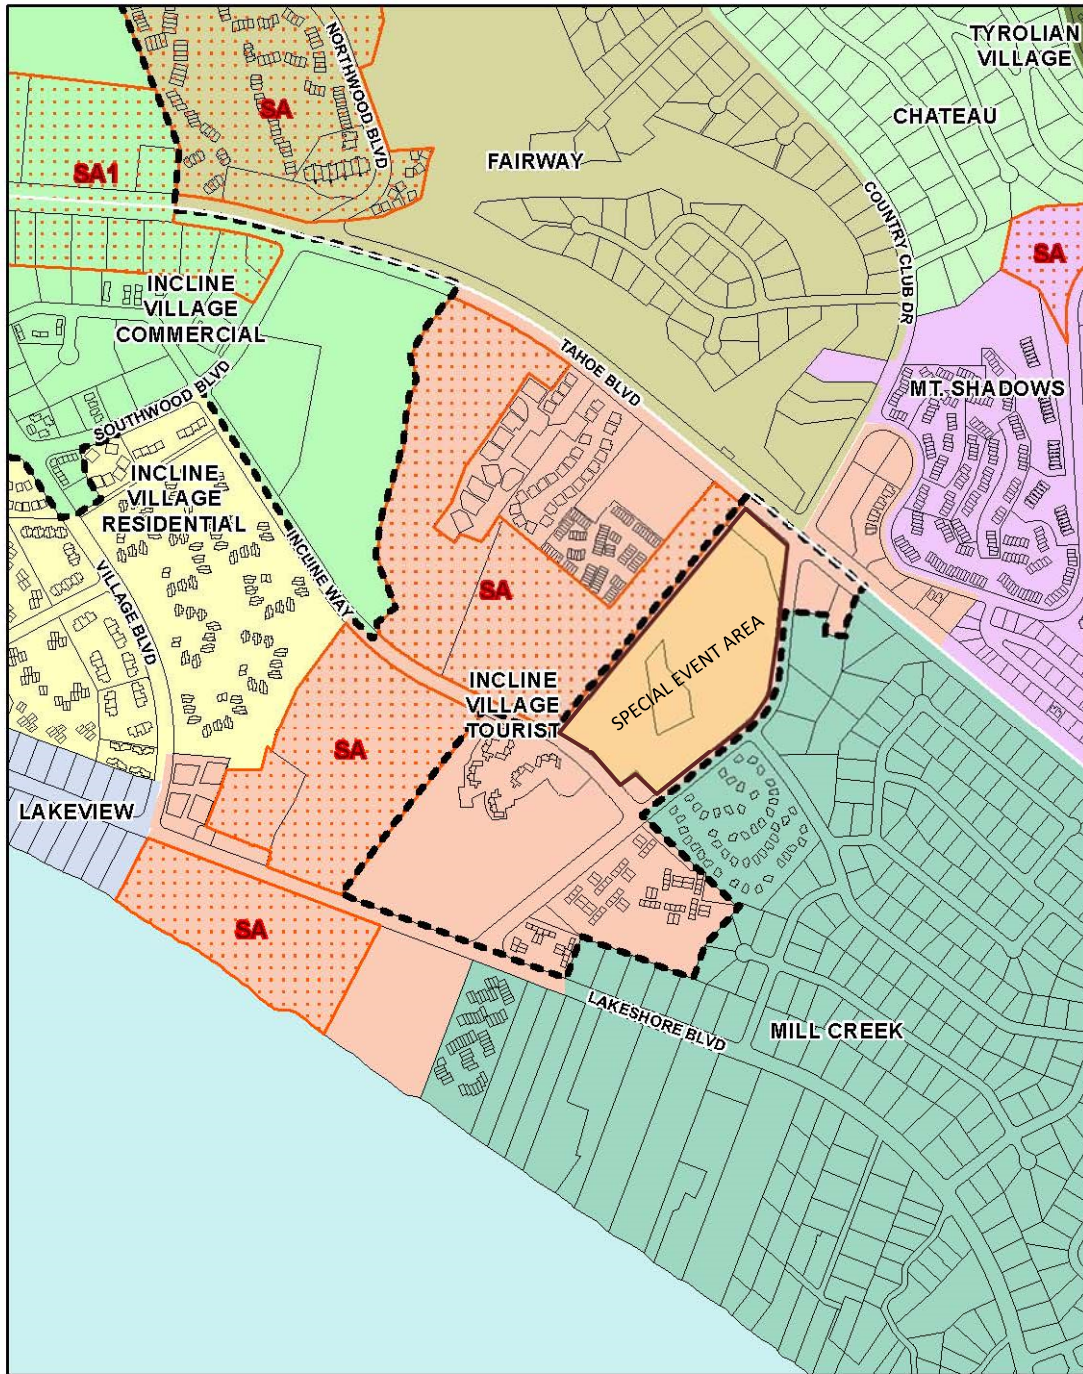 TYROLIAN
VILLAGE
NORTHWOOD BLVD
SA
CHATEAU
FAIRWAY
SA1
COUNTRY CLUB DR
SA
INCLINE
VILLAGE
COMMERCIAL
TAHOE BLVD
MT. SHADOWS
SOUTHWOOD BLVD
INCLINE
VILLAGE
RESIDENTIAL
INCLINE WAY
VILLAGE BLVD
SA
SPECIAL EVENT AREA
INCLINE
VILLAGE
TOURIST
SA
LAKEVIEW
SA
LAKESHORE BLVD
MILL CREEK